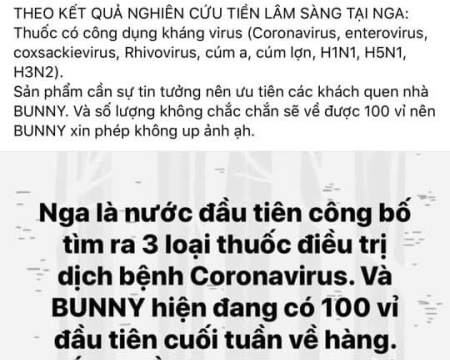 THEO KẾT QUẢ NGHIÊN CỨU TIỀN LÂM SÀNG TẠI NGA:
Thuốc có công dụng kháng virus (Coronavirus, enterovirus,
coxsackievirus, Rhivovirus, cúm a, cúm lợn, H1N1, H5N1,
H3N2).
Sản phẩm cần sự tin tưởng nên ưu tiên các khách quen nhà
BUNNY. Và số lượng không chắc chắn sẽ về được 100 vỉ nên
BUNNY xin phép không up ảnh ạh.
Nga là nước đầu tiên công bố
tìm ra 3 loại thuốc điều trị
dịch bệnh Coronavirus. Và
BUNNY hiện đang có 100 vỉ
đầu tiên cuối tuần về hàng.